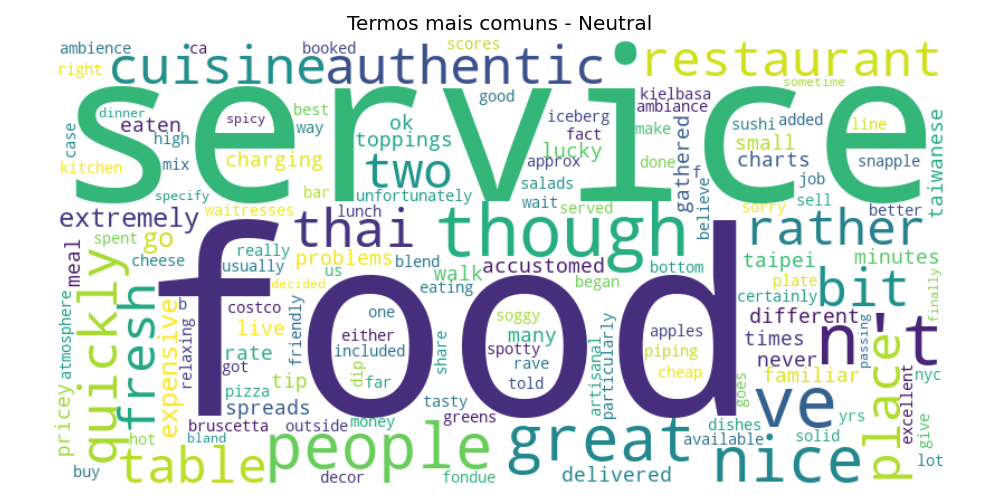 Termos mais comuns - Neutral
ambience
ca
booked
scores
right
cuisine
authentic
restaurant
sometime
good
kielbasa
ambiance
service
dinner
spicy
best
way
ok
toppings
iceberg
fact
lucky
make
sushi
added
line
case
eaten
high
mix
kitchen
charging
two
approx
done
gathered
small
charts
snapple
taiwanese
specify
bar
unfortunately
salads
wait
served
f
believe
job
sell
better
extremely
waitresses
lunch
thai
though
sorry
rather
meal
spent
go
cheese
really
usually
us
problems
blend
walk
accustomed
eating
began
bottom
taipei
minutes
plate
certainly
bit
finally
decided
food
quickly
fresh
b
costco
live
relaxing
friendly
one
either
included
soggy
many
spotty
rave
told
apples
piping
cheap
particularly
artisanal
different
times
never
n't
passing
familiar
pricey
atmosphere
expensive
got
rate
tip
pizza
spreads
dip
far
share
tasty
goes
ve
place
excellent
nyc
give
yrs
hot
bland
bruscetta
outside
money
greens
dishes
available
solid
lot
buy
table
people
decor
fondue
great
delivered
nice